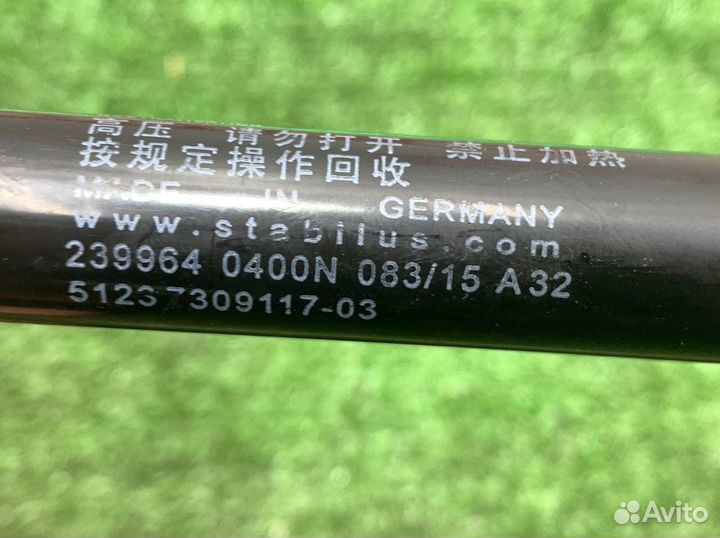 高压 请勿打开 禁止加热
按规定操作回收
MADE IN GERMANY
www.stabilus.com
239964 0400N 083/15 A32
51237309117-03
Avito